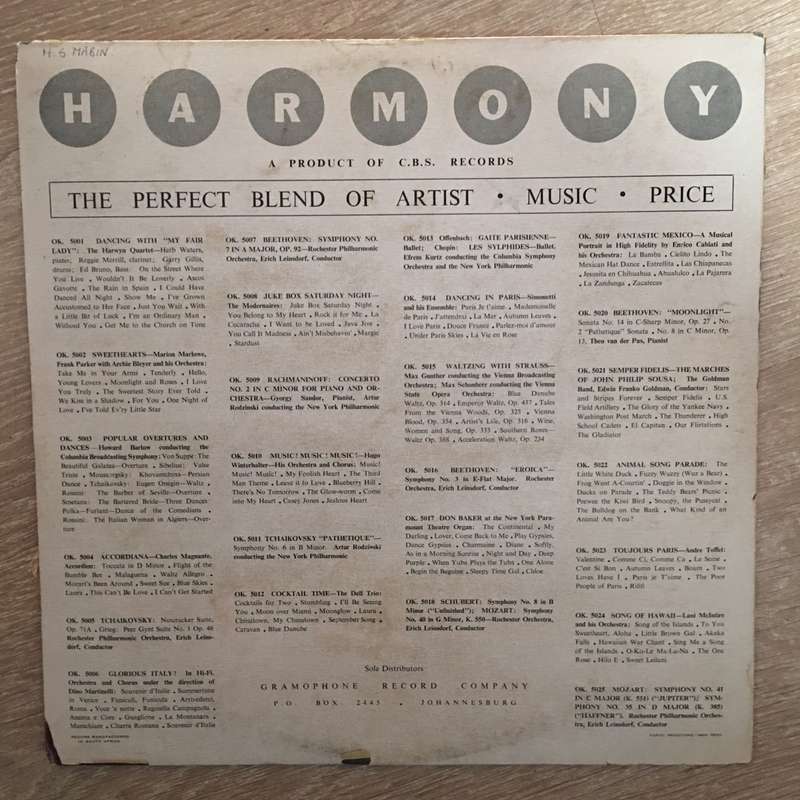 H. G MABIN
HARMONY
A PRODUCT OF C.B.S. RECORDS
THE PERFECT BLEND OF ARTIST • MUSIC • PRICE
OK. 5001 DANCING WITH "MY FAIR
LADY": The Harwyn Quartet—Herb Waters,
piano; Reggie Merrill, clarinet; Garry Gillis,
drums; Ed Bruno, Bass: On the Street Where
You Live . Wouldn't It Be Loverly . Ascot
Gavotte . The Rain in Spain . I Could Have
Danced All Night . Show Me . I've Grown
Accustomed to Her Face . Just You Wait . With
a Little Bit of Luck . I'm an Ordinary Man .
Without You . Get Me to the Church on Time
OK. 5002 SWEETHEARTS—Marion Marlowe,
Frank Parker with Archie Bleyer and his Orchestra:
Take Me in Your Arms . Tenderly . Hello,
Young Lovers . Moonlight and Roses . I Love
You Truly . The Sweetest Story Ever Told .
We Kiss in a Shadow . For You . One Night of
Love . I've Told Ev'ry Little Star
OK. 5003 POPULAR OVERTURES AND
DANCES—Howard Barlow conducting the
Columbia Broadcasting Symphony: Von Suppe: The
Beautiful Galatea—Overture . Sibelius: Valse
Triste . Moussorgsky: Khovantchina—Persian
Dance . Tchaikovsky: Eugen Onegin—Waltz .
Rossini: The Barber of Seville—Overture .
Smetana: The Bartered Bride—Three Dances:
Polka—Furiant—Dance of the Comedians .
Rossini: The Italian Woman in Algiers—Over-
ture
OK. 5004 ACCORDIANA—Charles Magnante,
Accordion: Toccata in D Minor . Flight of the
Bumble Bee . Malaguena . Waltz Allegro .
Mozart's Been Around . Sweet Sue . Blue Skies .
Laura . This Can't Be Love . I Can't Get Started
OK. 5005 TCHAIKOVSKY: Nutcracker Suite,
Op. 71A . Grieg: Peer Gynt Suite No. 1 Op. 46
Rochester Philharmonic Orchestra, Erich Leins-
dorf, Conductor
OK. 5006 GLORIOUS ITALY! In Hi-Fi.
Orchestra and Chorus under the direction of
Dino Martinelli: Souvenir d'Italie . Summertime
in Venice . Funiculi, Funicula . Arrivederci,
Roma . Voce 'e notte . Reginella Campagnola .
Anema e Core . Guaglione . La Montanara .
Mattchiare . Ciucca Romana . Souvenir d'Italie
RECORD MANUFACTURED
IN SOUTH AFRICA
OK. 5007 BEETHOVEN: SYMPHONY NO.
7 IN A MAJOR, OP. 92—Rochester Philharmonic
Orchestra, Erich Leinsdorf, Conductor
OK. 5008 JUKE BOX SATURDAY NIGHT—
The Modernaires: Juke Box Saturday Night .
You Belong to My Heart . Rock it for Me . La
Cucaracha . I Want to be Loved . Java Jive .
You Call It Madness . Ain't Misbehavin' . Margie
. Stardust
OK. 5009 RACHMANINOFF: CONCERTO
NO. 2 IN C MINOR FOR PIANO AND OR-
CHESTRA—Gyorgy Sandor, Pianist, Artur
Rodzinski conducting the New York Philharmonic
OK. 5010 MUSIC! MUSIC! MUSIC!—Hugo
Winterhalter—His Orchestra and Chorus: Music!
Music! Music! . My Foolish Heart . The Third
Man Theme . Leave it to Love . Blueberry Hill .
There's No Tomorrow . The Glow-worm . Come
into My Heart . Casey Jones . Jealous Heart
OK. 5011 TCHAIKOVSKY "PATHETIQUE"—
Symphony No. 6 in B Minor. Artur Rodzinski
conducting the New York Philharmonic
OK. 5012 COCKTAIL TIME—The Dell Trio:
Cocktails for Two . Stumbling . I'll Be Seeing
You . Moon over Miami . Moonglow . Laura .
Chinatown, My Chinatown . September Song .
Caravan . Blue Danube
OK. 5013 Offenbach: GAITE PARISIENNE—
Ballet; Chopin: LES SYLPHIDES—Ballet.
Efrem Kurtz conducting the Columbia Symphony
Orchestra and the New York Philharmonic
OK. 5014 DANCING IN PARIS—Simonetti
and his Ensemble: Paris Je t'aime . Mademoiselle
de Paris . J'attendrai . La Mer . Autumn Leaves .
I Love Paris . Douce France . Parlez-moi d'amour
. Under Paris Skies . La Vie en Rose
OK. 5015 WALTZING WITH STRAUSS—
Max Gunther conducting the Vienna Broadcasting
Orchestra; Max Schonherr conducting the Vienna
State Opera Orchestra: Blue Danube
Waltz, Op. 314 . Emperor Waltz, Op. 437 . Tales
From the Vienna Woods, Op. 325 . Vienna
Blood, Op. 354 . Artist's Life, Op. 316 . Wine,
Women and Song, Op. 333 . Southern Roses—
Waltz Op. 388 . Acceleration Waltz, Op. 234
OK. 5016 BEETHOVEN: "EROICA"—
Symphony No. 3 in E-Flat Major. Rochester
Orchestra, Erich Leinsdorf, Conductor
OK. 5017 DON BAKER at the New York Para-
mount Theatre Organ: The Continental . My
Darling . Lover, Come Back to Me . Play Gypsies,
Dance Gypsies . Charmaine . Diane . Softly,
As in a Morning Sunrise . Night and Day . Deep
Purple . When Yuba Plays the Tuba . One Alone
. Begin the Beguine . Sleepy Time Gal . Chloe
OK. 5018 SCHUBERT: Symphony No. 8 in B
Minor ("Unfinished"); MOZART: Symphony
No. 40 in G Minor, K. 550—Rochester Orchestra,
Erich Leinsdorf, Conductor
OK. 5019 FANTASTIC MEXICO—A Musical
Portrait in High Fidelity by Enrico Cabiati and
his Orchestra: La Bamba . Cielito Lindo . The
Mexican Hat Dance . Estrellita . Las Chiapanecas
. Jesusita en Chihuahua . Ahualulco . La Pajarera
. La Zandunga . Zacatecas
OK. 5020 BEETHOVEN: "MOONLIGHT"—
Sonata No. 14 in C-Sharp Minor, Op. 27 . No.
2 "Pathetique" Sonata . No. 8 in C Minor, Op.
13. Theo van der Pas, Pianist
OK. 5021 SEMPER FIDELIS—THE MARCHES
OF JOHN PHILIP SOUSA: The Goldman
Band, Edwin Franko Goldman, Conductor: Stars
and Stripes Forever . Semper Fidelis . U.S.
Field Artillery . The Glory of the Yankee Navy .
Washington Post March . The Thunderer . High
School Cadets . El Capitan . Our Flirtations .
The Gladiator
OK. 5022 ANIMAL SONG PARADE: The
Little White Duck . Fuzzy Wuzzy (Wuz a Bear) .
Frog Went A-Courtin' . Doggie in the Window .
Ducks on Parade . The Teddy Bears' Picnic .
Peewee the Kiwi Bird . Snoopy, the Pussycat .
The Bulldog on the Bank . What Kind of an
Animal Are You?
OK. 5023 TOUJOURS PARIS—Andre Toffel:
Valentine . Comme Ci, Comme Ca . La Seine .
C'est Si Bon . Autumn Leaves . Boum . Two
Loves Have I . Paris je T'aime . The Poor
People of Paris . Rififi
OK. 5024 SONG OF HAWAII—Lani McIntire
and his Orchestra: Song of the Islands . To You
Sweetheart, Aloha . Little Brown Gal . Akaka
Falls . Hawaiian War Chant . Sing Me a Song
of the Islands . O-Ka-Le Ma-La-Na . The One
Rose . Hilo E . Sweet Leilani
OK. 5025 MOZART: SYMPHONY NO. 41
IN C MAJOR (K. 551) ("JUPITER")/ SYM-
PHONY NO. 35 IN D MAJOR (K. 385)
("HAFFNER"). Rochester Philharmonic Orches-
tra, Erich Leinsdorf, Conductor
Sole Distributors
GRAMOPHONE RECORD COMPANY
P.O. BOX 2445 . JOHANNESBURG